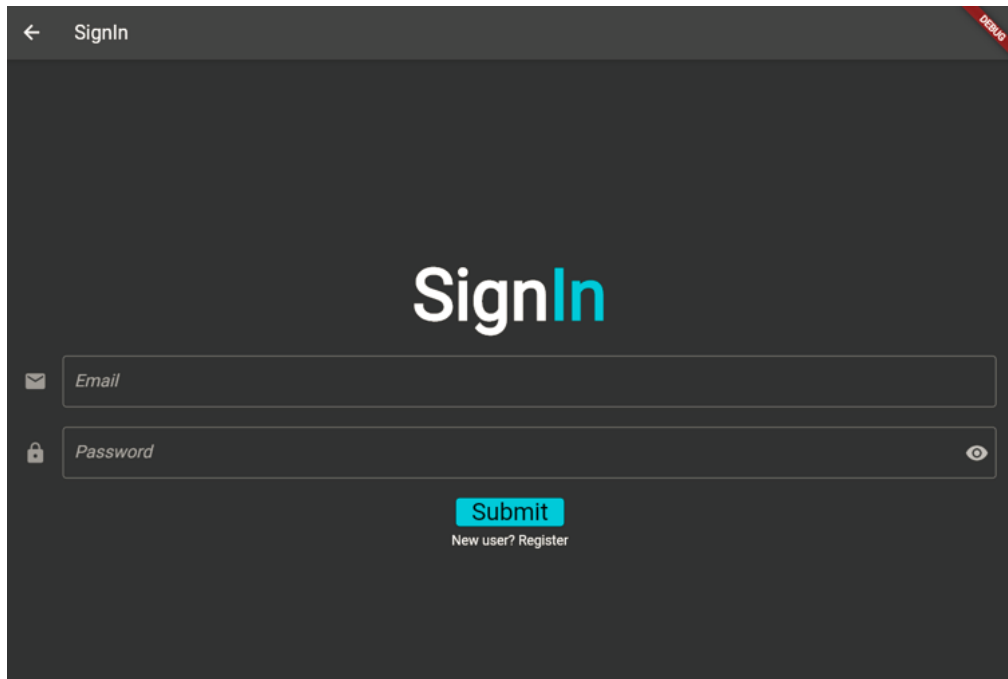 SignIn
DEBUG
SignIn
Email
Password
Submit
New user? Register